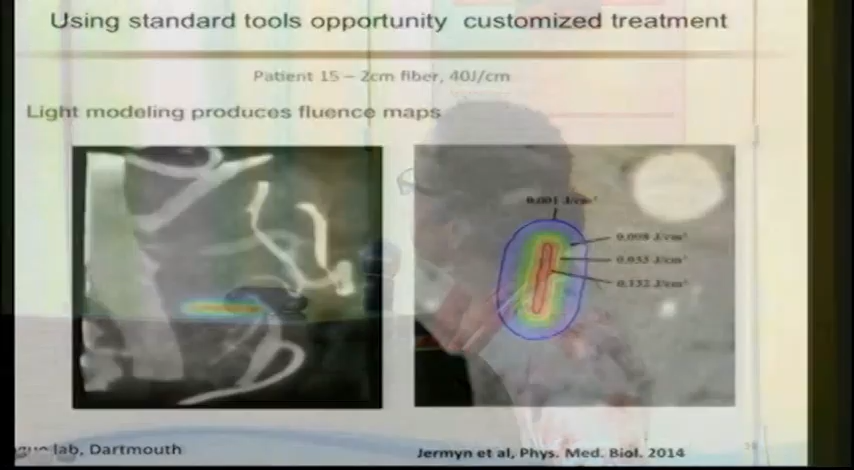 Using standard tools opportunity customized treatment
Patient 15 – 2cm fiber, 40J/cm
Light modeling produces fluence maps
0.001 J/cm²
0.098 J/cm²
0.053 J/cm²
0.132 J/cm²
lab, Dartmouth
Jermyn et al, Phys. Med. Biol. 2014